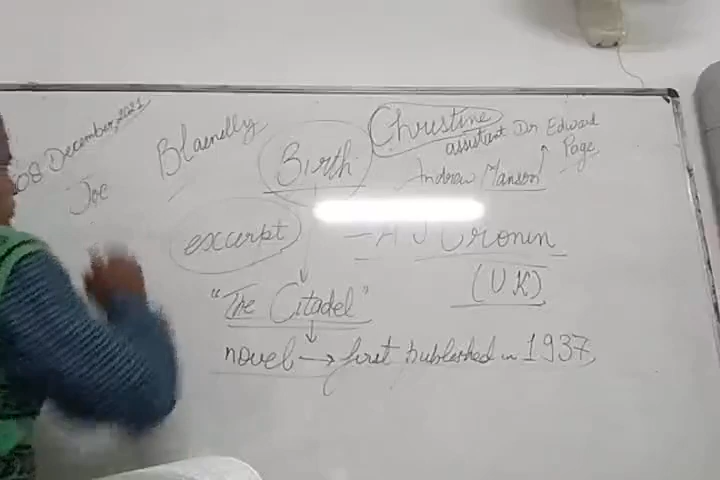 08 December, 2021
Joe
Blaenelly
Birth
Christine
assistant Dr Edward
Page
Andrew Manson
excerpt
— A J Cronin
(UK)
"The Citadel"
novel → first published in 1937